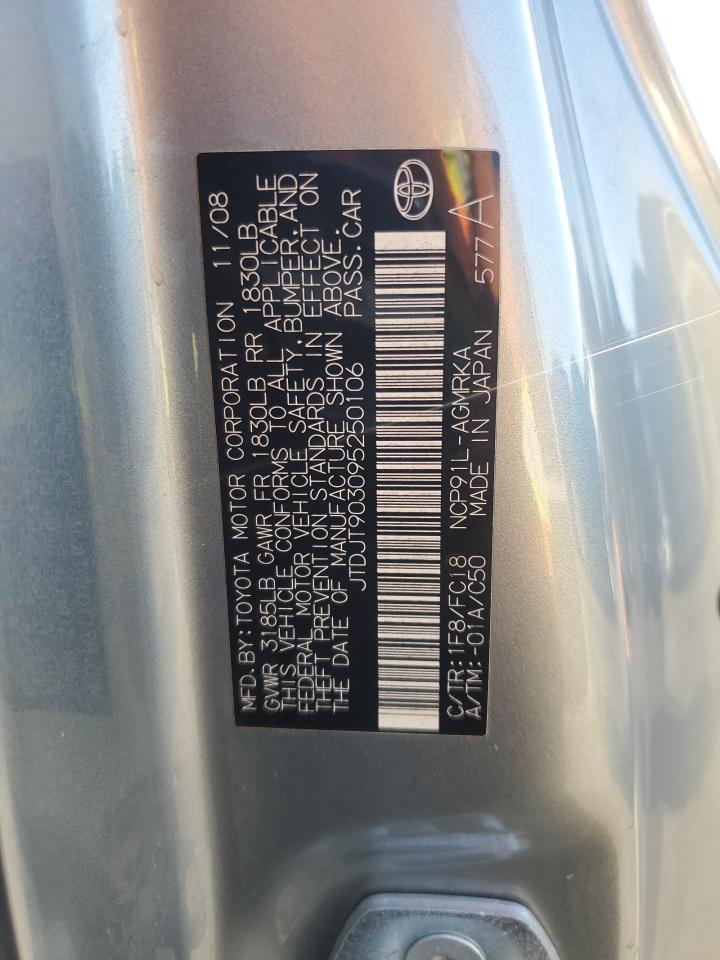 MFD.BY:TOYOTA MOTOR CORPORATION 11/08
GVWR 3185LB GAWR FR 1830LB RR 1830LB
THIS VEHICLE CONFORMS TO ALL APPLICABLE
FEDERAL MOTOR VEHICLE SAFETY,BUMPER,AND
THEFT PREVENTION STANDARDS IN EFFECT ON
THE DATE OF MANUFACTURE SHOWN ABOVE.
JTDJT903095250106 PASS.CAR
C/TR:1F8/FC18 NCP91L-AGMRKA
A/TM:-01A/C50 MADE IN JAPAN 577A